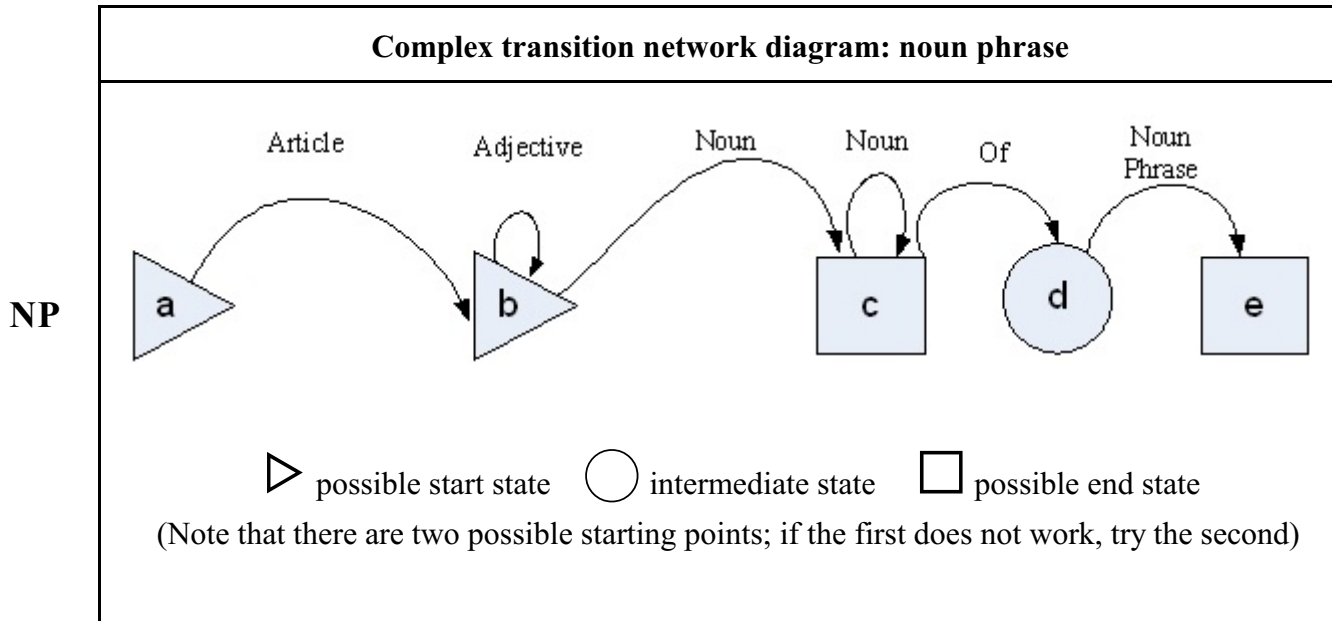 Complex transition network diagram: noun phrase
Article
Adjective
Noun
Noun
Of
Noun
Phrase
NP
a
b
c
d
e
possible start state possible intermediate state possible end state
(Note that there are two possible starting points; if the first does not work, try the second)